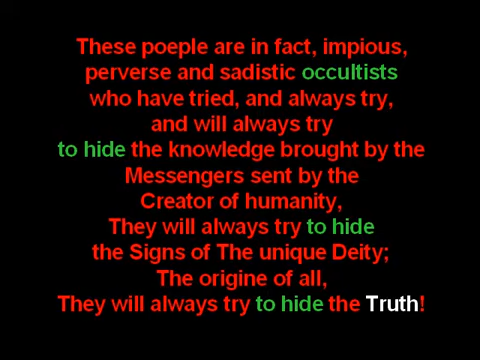 These poeple are in fact, impious,
perverse and sadistic occultists
who have tried, and always try,
and will always try
to hide the knowledge brought by the
Messengers sent by the
Creator of humanity,
They will always try to hide
the Signs of The unique Deity;
The origine of all,
They will always try to hide the Truth!